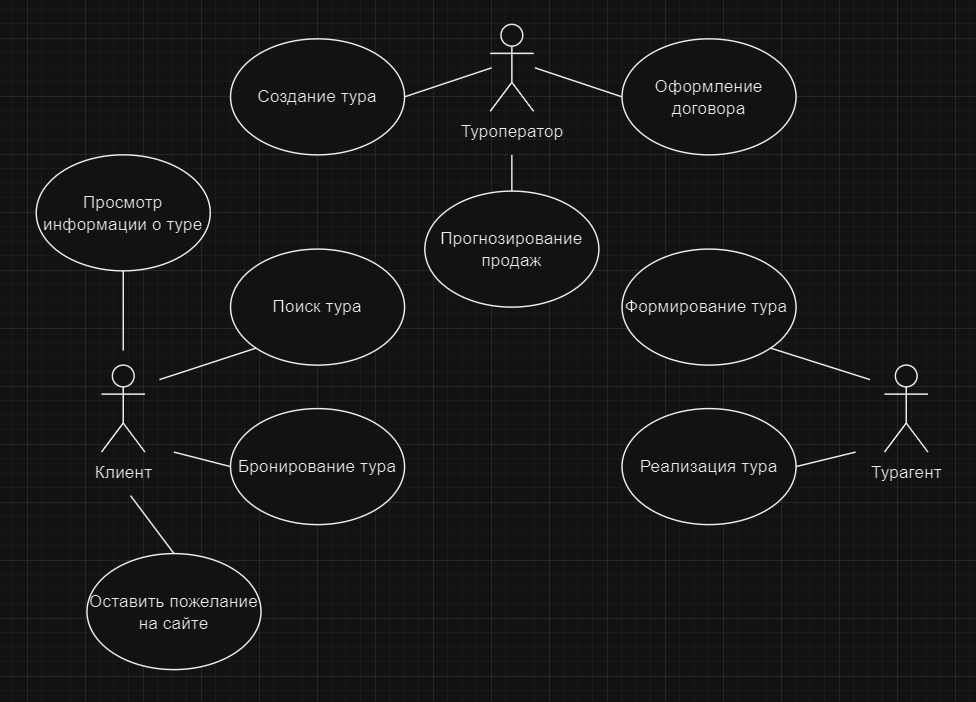 Создание тура
Оформление
договора
Туроператор
Просмотр
информации о туре
Прогнозирование
продаж
Поиск тура
Формирование тура
Бронирование тура
Реализация тура
Клиент
Турагент
Оставить пожелание
на сайте